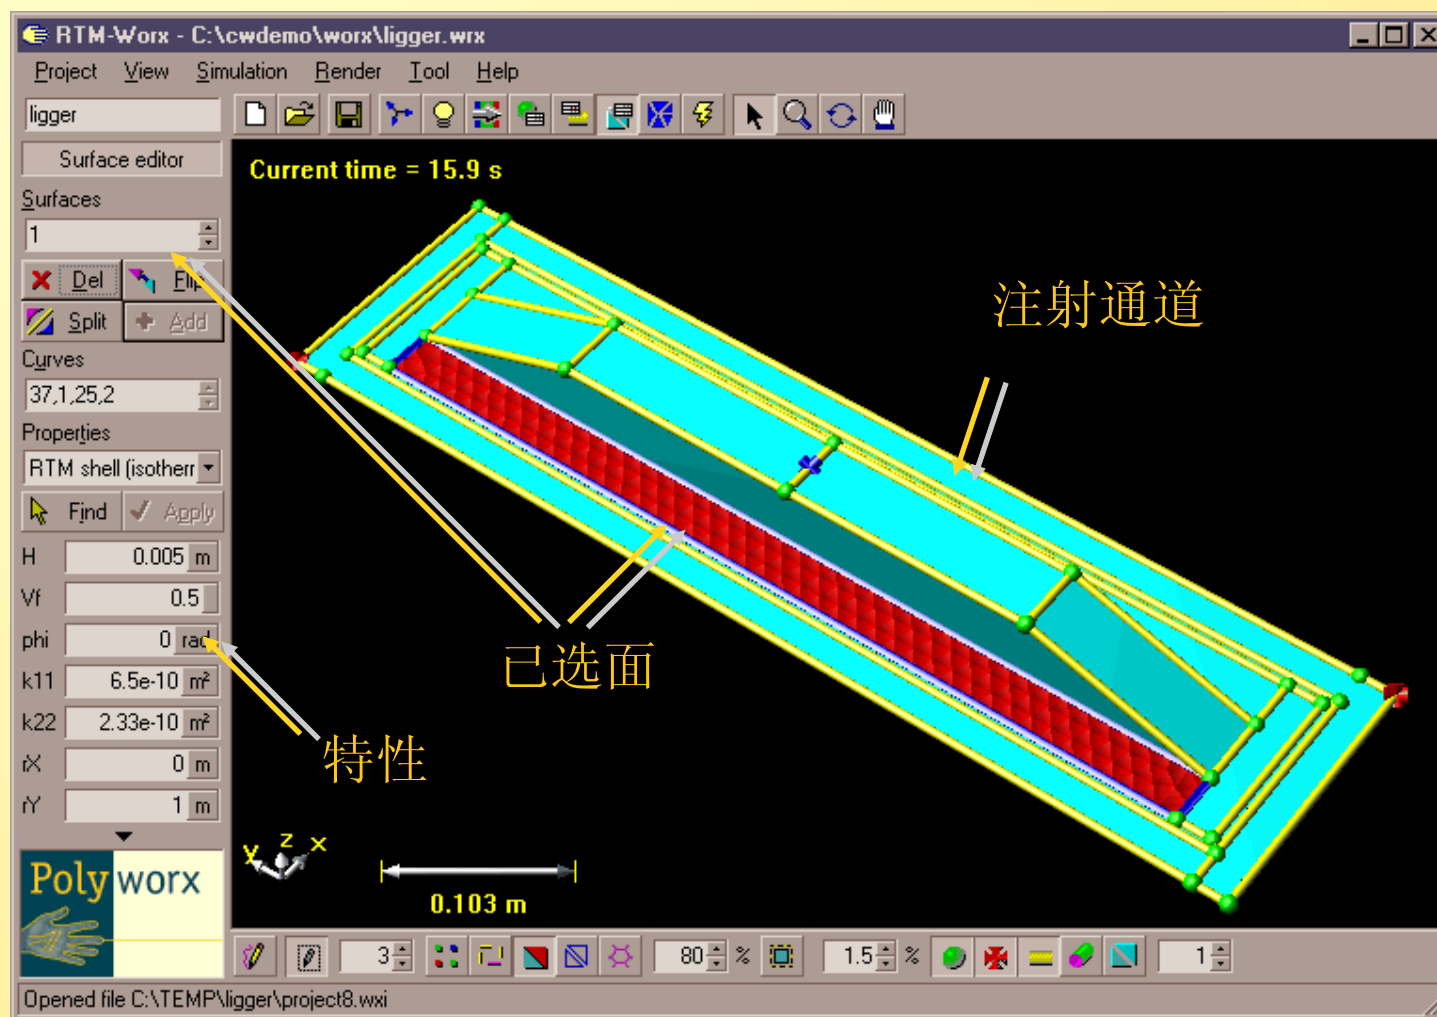 RTM-Worx - C:\cwdemo\worx\ligger.wrx
Project View Simulation Render Tool Help
ligger
Surface editor
Surfaces
1
Del Flip
Split Add
Curves
37,1,25,2
Properties
RTM shell (isotherr
Find Apply
H 0.005 m
Vf 0.5
phi 0 rad
k11 6.5e-10 m²
k22 2.33e-10 m²
rX 0 m
rY 1 m
Polyworx
Current time = 15.9 s
注射通道
已选面
特性
y z x
0.103 m
3 80 % 1.5 % 1
Opened file C:\TEMP\ligger\project8.wxi